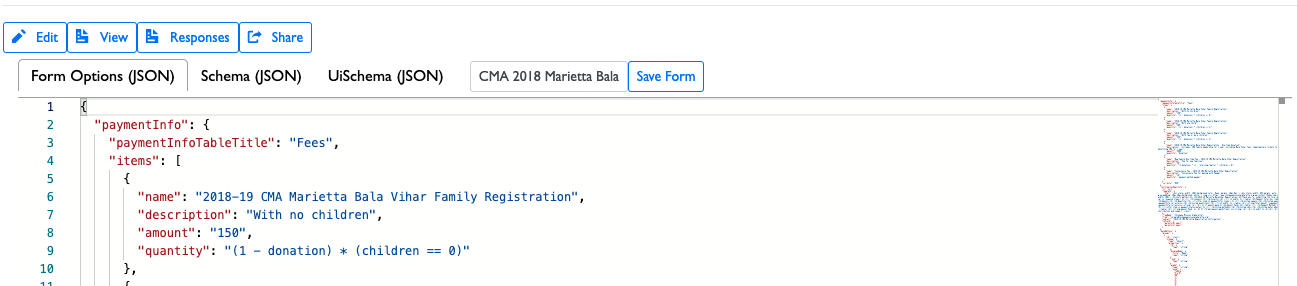 Edit View Responses Share
Form Options (JSON) Schema (JSON) UiSchema (JSON) CMA 2018 Marietta Bala Save Form
1 {
2 "paymentInfo": {
3 "paymentInfoTableTitle": "Fees",
4 "items": [
5 {
6 "name": "2018-19 CMA Marietta Bala Vihar Family Registration",
7 "description": "With no children",
8 "amount": "150",
9 "quantity": "(1 - donation) * (children == 0)"
10 },
11 {